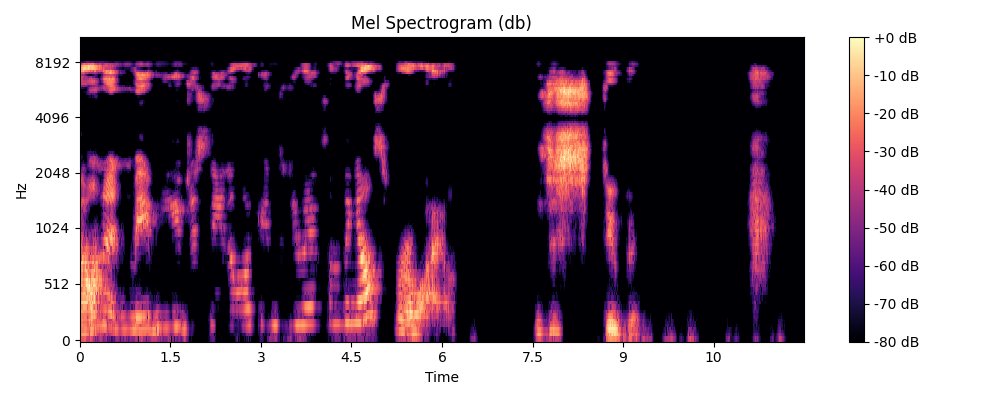 Mel Spectrogram (db)
Hz
8192
4096
2048
1024
512
0
0 1.5 3 4.5 6 7.5 9 10
Time
+0 dB
-10 dB
-20 dB
-30 dB
-40 dB
-50 dB
-60 dB
-70 dB
-80 dB